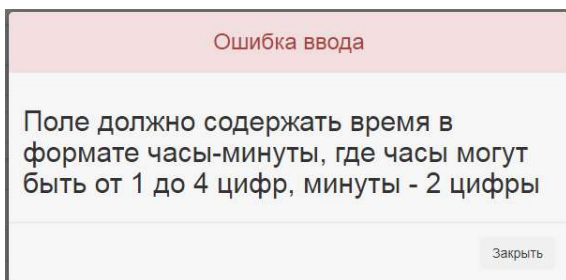 Ошибка ввода
Поле должно содержать время в
формате часы-минуты, где часы могут
быть от 1 до 4 цифр, минуты - 2 цифры
Закрыть